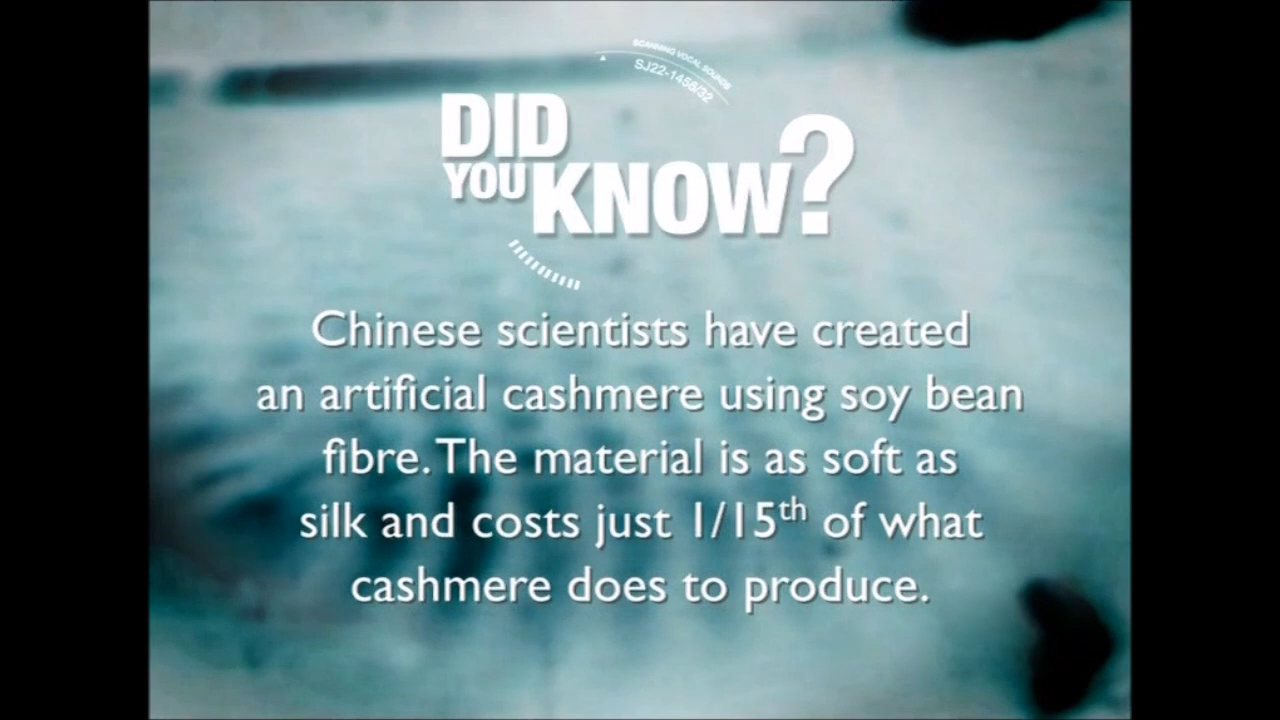 SCANNING VOCAL SOUNDS
SJ22-1458/32
DID
YOU KNOW?
Chinese scientists have created
an artificial cashmere using soy bean
fibre. The material is as soft as
silk and costs just 1/15th of what
cashmere does to produce.